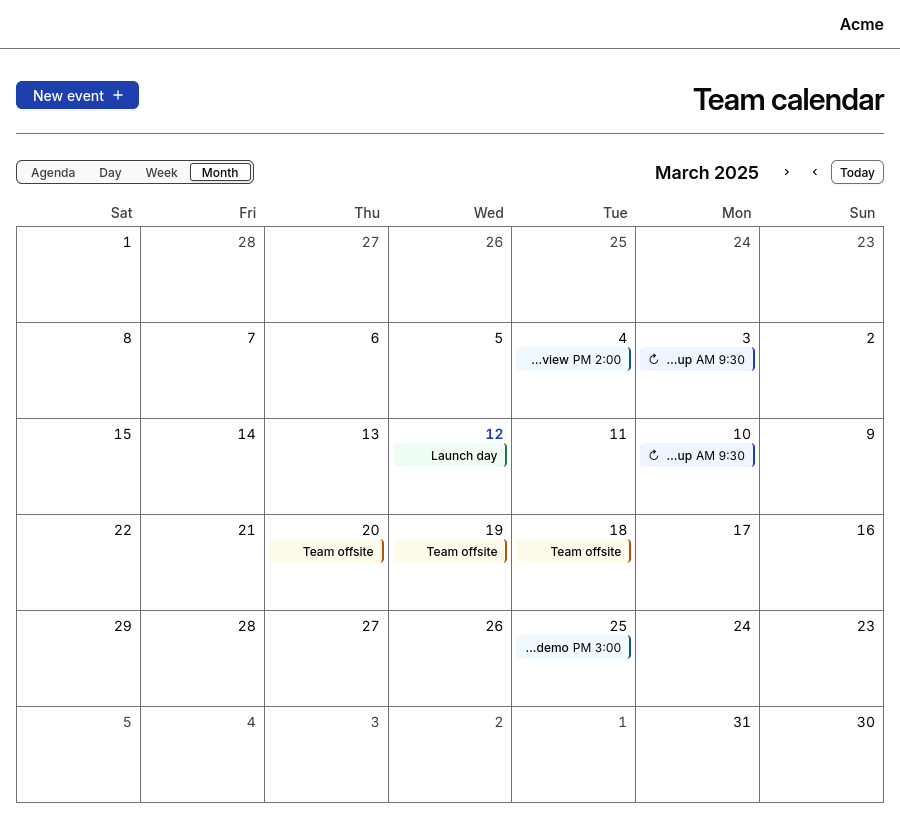 Acme
Team calendar
New event +
Today
March 2025
Month
Week
Day
Agenda
Sun
Mon
Tue
Wed
Thu
Fri
Sat
23
24
25
26
27
28
1
2
3
...up AM 9:30
4
...view PM 2:00
5
6
7
8
9
10
...up AM 9:30
11
12
Launch day
13
14
15
16
17
18
Team offsite
19
Team offsite
20
Team offsite
21
22
23
24
25
...demo PM 3:00
26
27
28
29
30
31
1
2
3
4
5